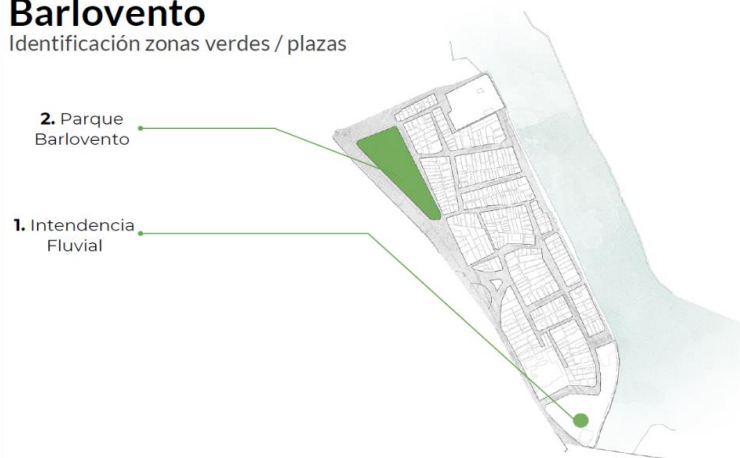 Barlovento
Identificación zonas verdes / plazas
2. Parque
Barlovento
1. Intendencia
Fluvial